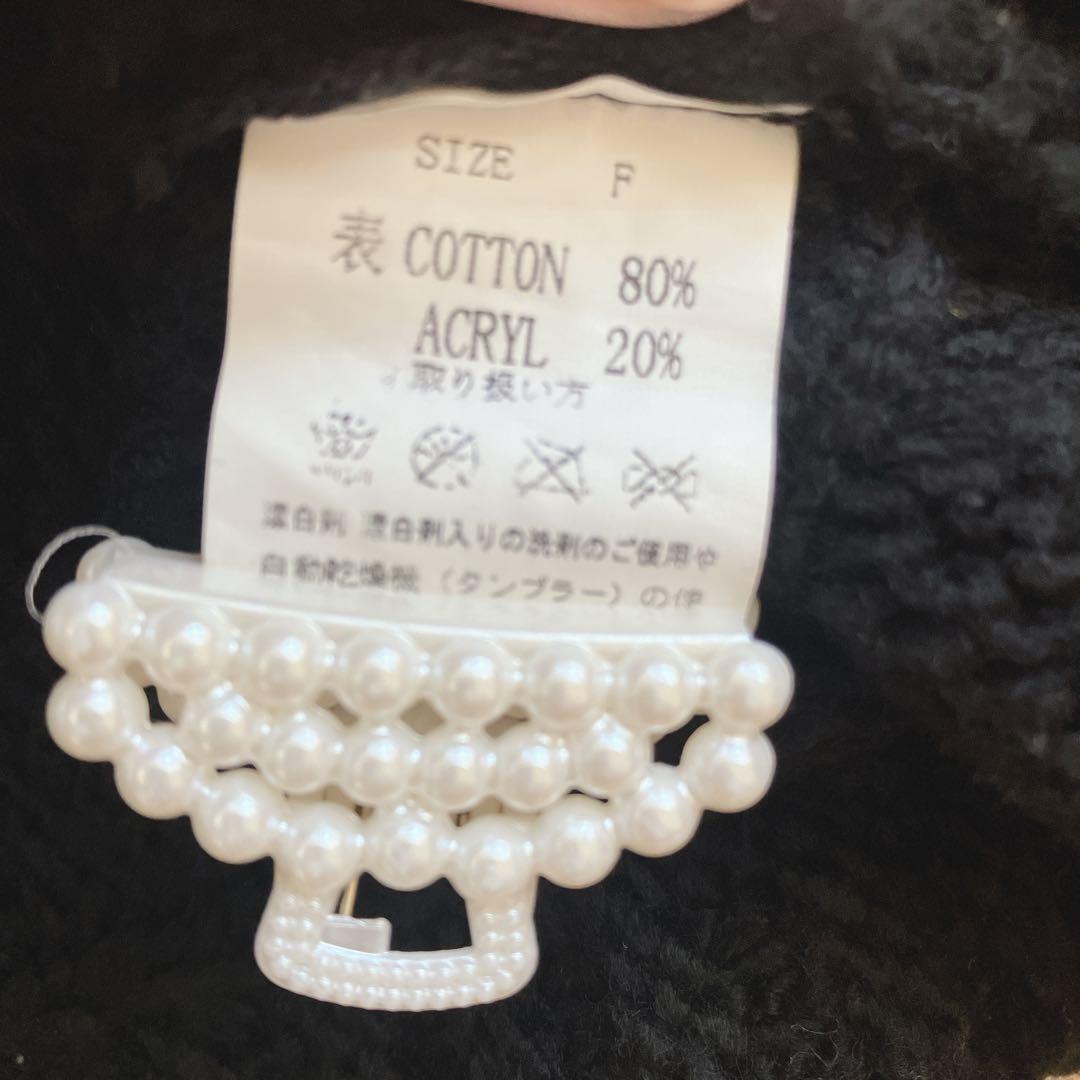 SIZE F
表 COTTON 80%
ACRYL 20%
お取り扱い方
漂白剤 漂白剤入りの洗剤のご使用や
自動乾燥機（タンブラー）の使